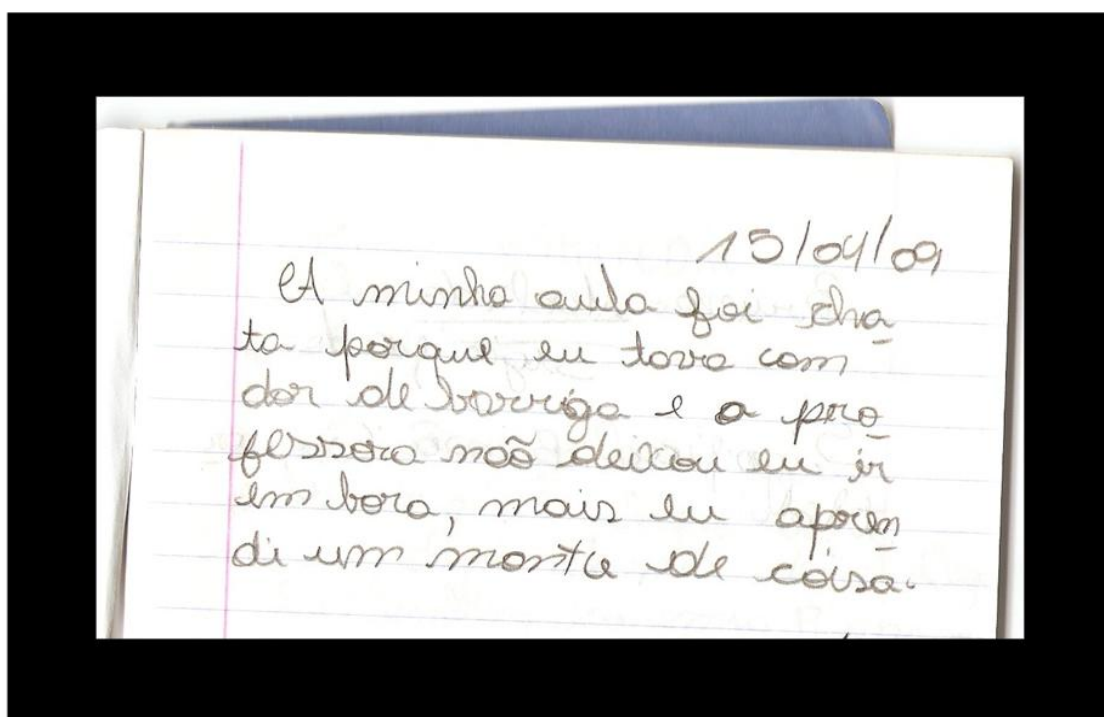 15/04/09
A minha aula foi cha
ta porque eu tava com
dor de barriga e a pro
fessora não deixou eu ir
em bora, mais eu apren
di um monte de coisa.